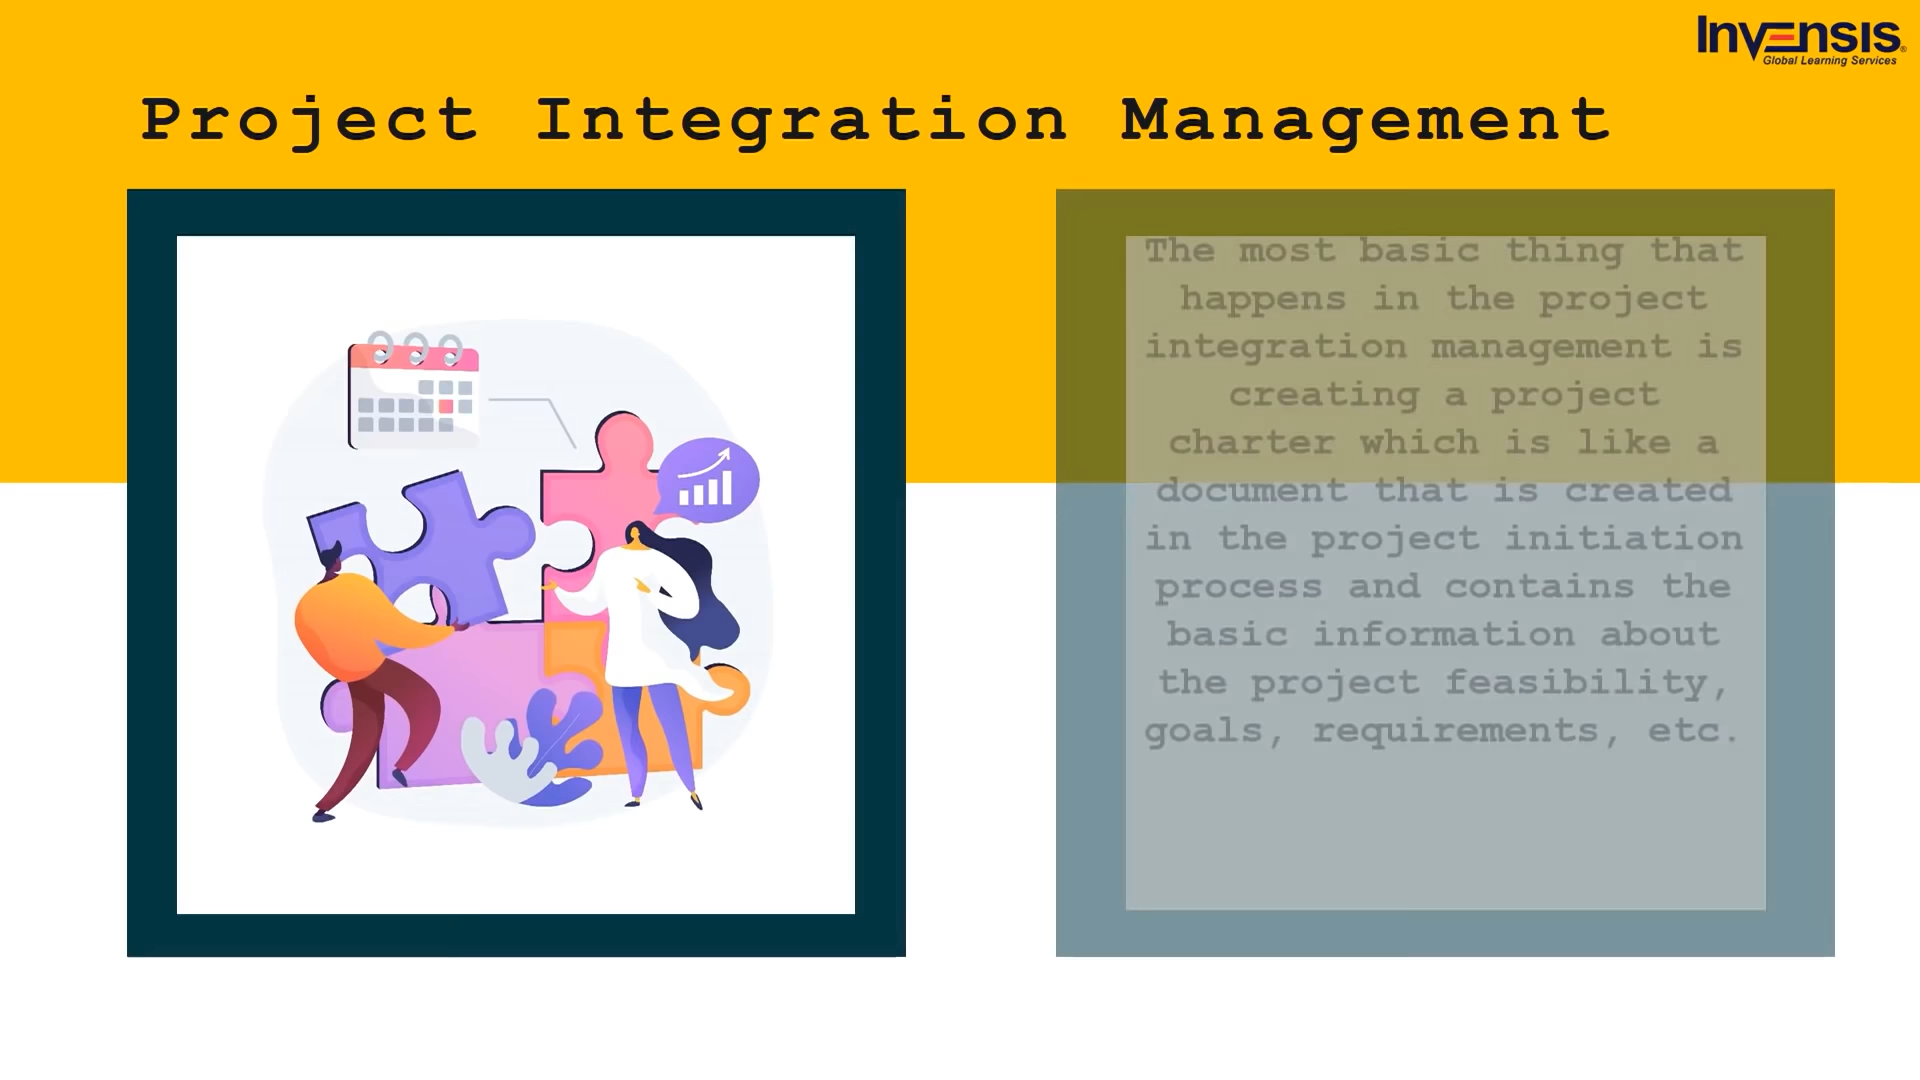 Invensis®
Global Learning Services
Project Integration Management
The most basic thing that
happens in the project
integration management is
creating a project
charter which is like a
document that is created
in the project initiation
process and contains the
basic information about
the project feasibility,
goals, requirements, etc.